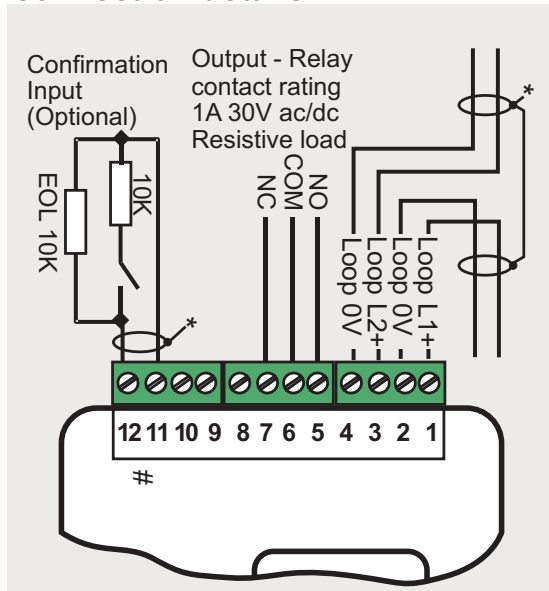 Confirmation
Input
(Optional)
Output - Relay
contact rating
1A 30V ac/dc
Resistive load
*
EOL 10K
10K
NC
COM
NO
Loop 0V
Loop L2+
Loop 0V
Loop L1+
*
12 11 10 9 8 7 6 5 4 3 2 1
#